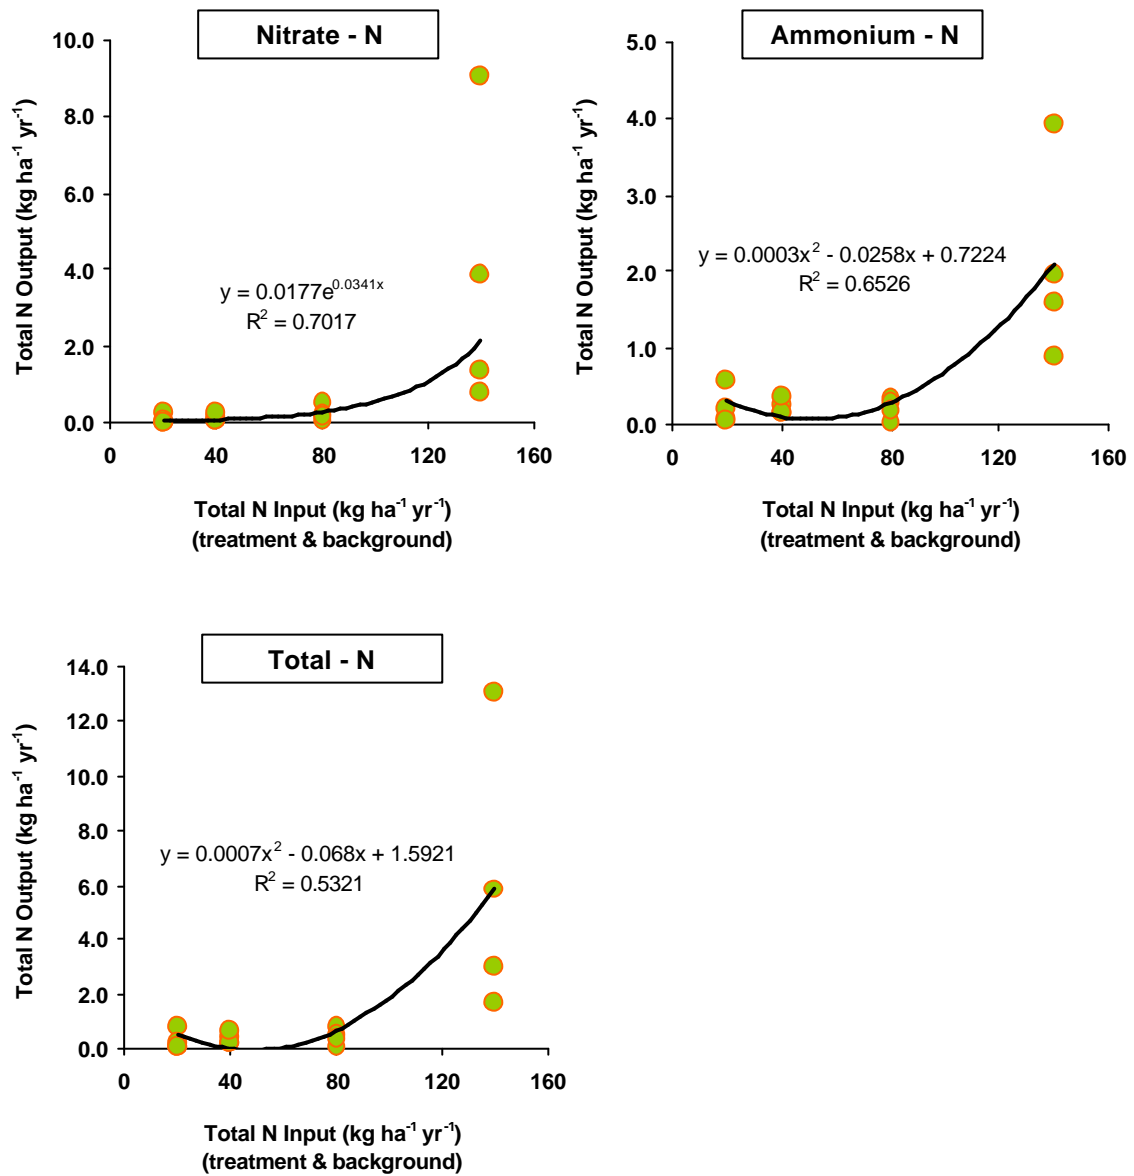 Nitrate - N
10.0
8.0
6.0
4.0
2.0
0.0
Total N Output (kg ha⁻¹ yr⁻¹)
y = 0.0177e⁰·⁰³⁴¹ˣ
R² = 0.7017
0 40 80 120 160
Total N Input (kg ha⁻¹ yr⁻¹)
(treatment & background)
Ammonium - N
5.0
4.0
3.0
2.0
1.0
0.0
Total N Output (kg ha⁻¹ yr⁻¹)
y = 0.0003x² - 0.0258x + 0.7224
R² = 0.6526
0 40 80 120 160
Total N Input (kg ha⁻¹ yr⁻¹)
(treatment & background)
Total - N
14.0
12.0
10.0
8.0
6.0
4.0
2.0
0.0
Total N Output (kg ha⁻¹ yr⁻¹)
y = 0.0007x² - 0.068x + 1.5921
R² = 0.5321
0 40 80 120 160
Total N Input (kg ha⁻¹ yr⁻¹)
(treatment & background)